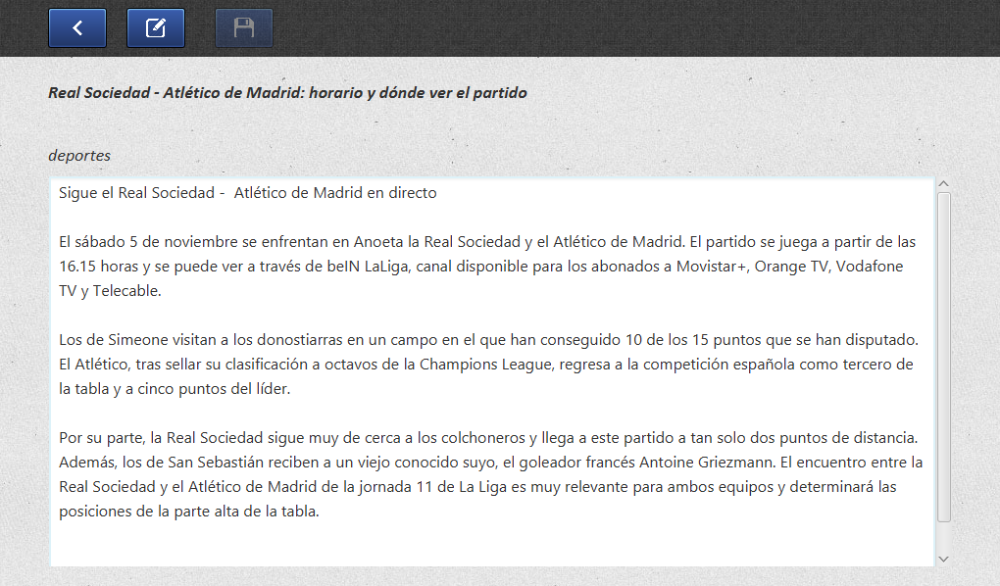 Real Sociedad - Atlético de Madrid: horario y dónde ver el partido
deportes
Sigue el Real Sociedad -  Atlético de Madrid en directo
El sábado 5 de noviembre se enfrentan en Anoeta la Real Sociedad y el Atlético de Madrid. El partido se juega a partir de las
16.15 horas y se puede ver a través de beIN LaLiga, canal disponible para los abonados a Movistar+, Orange TV, Vodafone
TV y Telecable.
Los de Simeone visitan a los donostiarras en un campo en el que han conseguido 10 de los 15 puntos que se han disputado.
El Atlético, tras sellar su clasificación a octavos de la Champions League, regresa a la competición española como tercero de
la tabla y a cinco puntos del líder.
Por su parte, la Real Sociedad sigue muy de cerca a los colchoneros y llega a este partido a tan solo dos puntos de distancia.
Además, los de San Sebastián reciben a un viejo conocido suyo, el goleador francés Antoine Griezmann. El encuentro entre la
Real Sociedad y el Atlético de Madrid de la jornada 11 de La Liga es muy relevante para ambos equipos y determinará las
posiciones de la parte alta de la tabla.